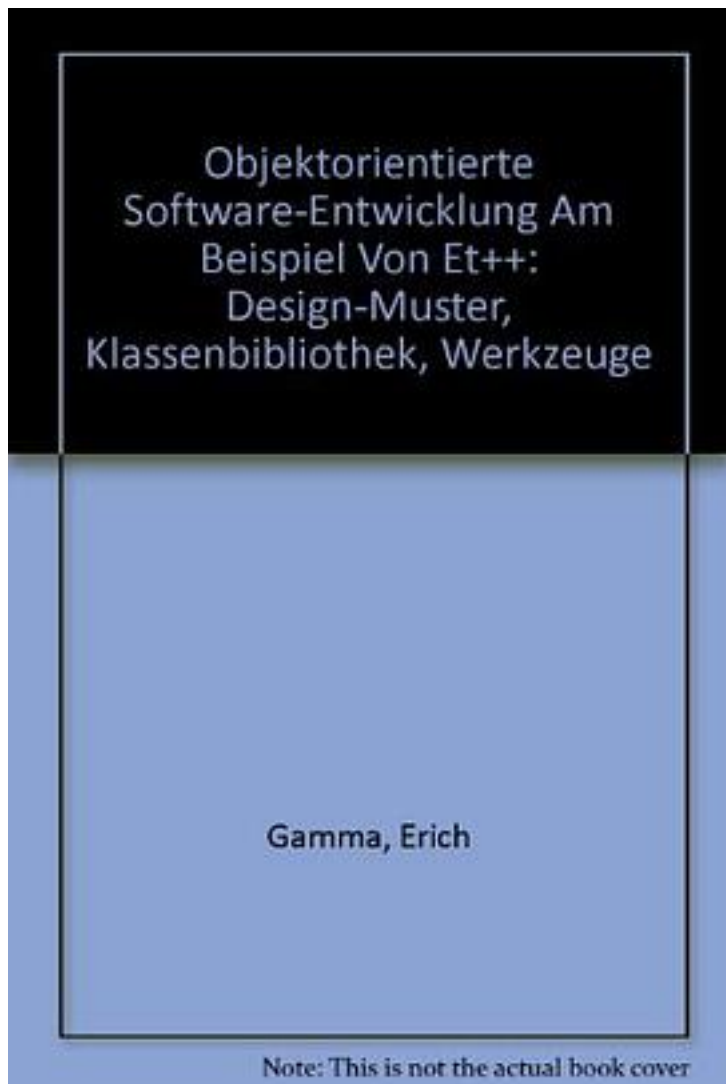 Objektorientierte
Software-Entwicklung Am
Beispiel Von Et++:
Design-Muster,
Klassenbibliothek, Werkzeuge
Gamma, Erich
Note: This is not the actual book cover